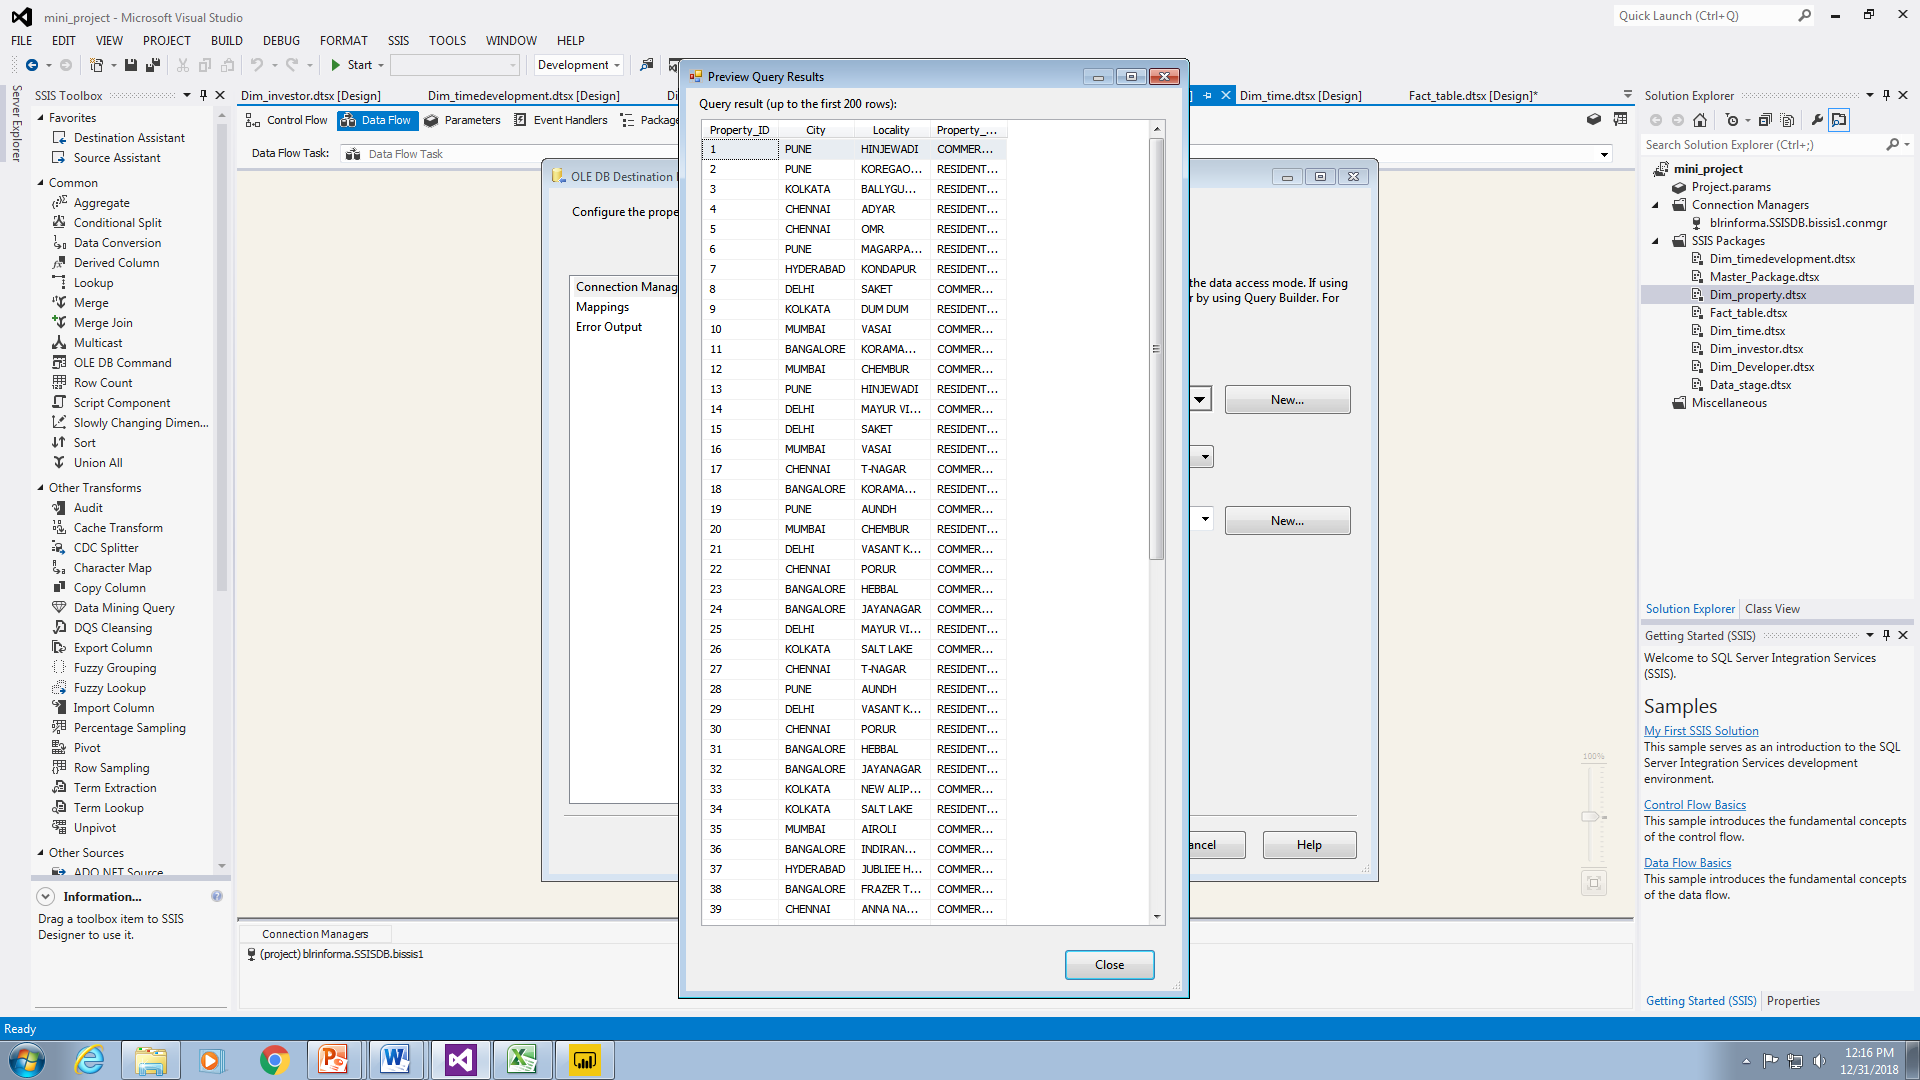 mini_project - Microsoft Visual Studio
Quick Launch (Ctrl+Q)
FILE EDIT VIEW PROJECT BUILD DEBUG FORMAT SSIS TOOLS WINDOW HELP
Start
Development
Server Explorer
SSIS Toolbox
Favorites
Destination Assistant
Source Assistant
Common
Aggregate
Conditional Split
Data Conversion
Derived Column
Lookup
Merge
Merge Join
Multicast
OLE DB Command
Row Count
Script Component
Slowly Changing Dimen...
Sort
Union All
Other Transforms
Audit
Cache Transform
CDC Splitter
Character Map
Copy Column
Data Mining Query
DQS Cleansing
Export Column
Fuzzy Grouping
Fuzzy Lookup
Import Column
Percentage Sampling
Pivot
Row Sampling
Term Extraction
Term Lookup
Unpivot
Other Sources
ADO NET Source
Information...
Drag a toolbox item to SSIS
Designer to use it.
Dim_investor.dtsx [Design] Dim_timedevelopment.dtsx [Design] Di
Dim_time.dtsx [Design] Fact_table.dtsx [Design]*
Control Flow Data Flow Parameters Event Handlers Package
Data Flow Task: Data Flow Task
OLE DB Destination
Configure the prope
Connection Manag
Mappings
Error Output
the data access mode. If using
r by using Query Builder. For
New...
New...
ancel
Help
100%
Connection Managers
(project) blrinforma.SSISDB.bissis1
Preview Query Results
Query result (up to the first 200 rows):
Property_ID City Locality Property_...
1 PUNE HINJEWADI COMMER...
2 PUNE KOREGAO... RESIDENT...
3 KOLKATA BALLYGU... RESIDENT...
4 CHENNAI ADYAR RESIDENT...
5 CHENNAI OMR RESIDENT...
6 PUNE MAGARPA... RESIDENT...
7 HYDERABAD KONDAPUR RESIDENT...
8 DELHI SAKET COMMER...
9 KOLKATA DUM DUM RESIDENT...
10 MUMBAI VASAI COMMER...
11 BANGALORE KORAMA... COMMER...
12 MUMBAI CHEMBUR COMMER...
13 PUNE HINJEWADI RESIDENT...
14 DELHI MAYUR VI... COMMER...
15 DELHI SAKET RESIDENT...
16 MUMBAI VASAI RESIDENT...
17 CHENNAI T-NAGAR COMMER...
18 BANGALORE KORAMA... RESIDENT...
19 PUNE AUNDH COMMER...
20 MUMBAI CHEMBUR RESIDENT...
21 DELHI VASANT K... COMMER...
22 CHENNAI PORUR COMMER...
23 BANGALORE HEBBAL COMMER...
24 BANGALORE JAYANAGAR COMMER...
25 DELHI MAYUR VI... RESIDENT...
26 KOLKATA SALT LAKE COMMER...
27 CHENNAI T-NAGAR RESIDENT...
28 PUNE AUNDH RESIDENT...
29 DELHI VASANT K... RESIDENT...
30 CHENNAI PORUR RESIDENT...
31 BANGALORE HEBBAL RESIDENT...
32 BANGALORE JAYANAGAR RESIDENT...
33 KOLKATA NEW ALIP... COMMER...
34 KOLKATA SALT LAKE RESIDENT...
35 MUMBAI AIROLI COMMER...
36 BANGALORE INDIRAN... COMMER...
37 HYDERABAD JUBLIEE H... COMMER...
38 BANGALORE FRAZER T... COMMER...
39 CHENNAI ANNA NA... COMMER...
Close
Solution Explorer
Search Solution Explorer (Ctrl+;)
mini_project
Project.params
Connection Managers
blrinforma.SSISDB.bissis1.conmgr
SSIS Packages
Dim_timedevelopment.dtsx
Master_Package.dtsx
Dim_property.dtsx
Fact_table.dtsx
Dim_time.dtsx
Dim_investor.dtsx
Dim_Developer.dtsx
Data_stage.dtsx
Miscellaneous
Solution Explorer Class View
Getting Started (SSIS)
Welcome to SQL Server Integration Services
(SSIS).
Samples
My First SSIS Solution
This sample serves as an introduction to the SQL
Server Integration Services development
environment.
Control Flow Basics
This sample introduces the fundamental concepts
of the control flow.
Data Flow Basics
This sample introduces the fundamental concepts
of the data flow.
Getting Started (SSIS) Properties
Ready
12:16 PM
12/31/2018